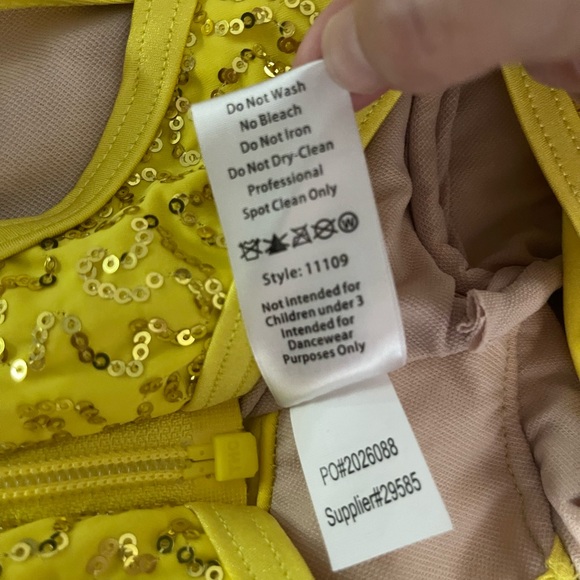 Do Not Wash
No Bleach
Do Not Iron
Do Not Dry-Clean
Professional
Spot Clean Only
W
Style: 11109
Not Intended for
Children under 3
Intended for
Dancewear
Purposes Only
PO#2026088
Supplier#29585